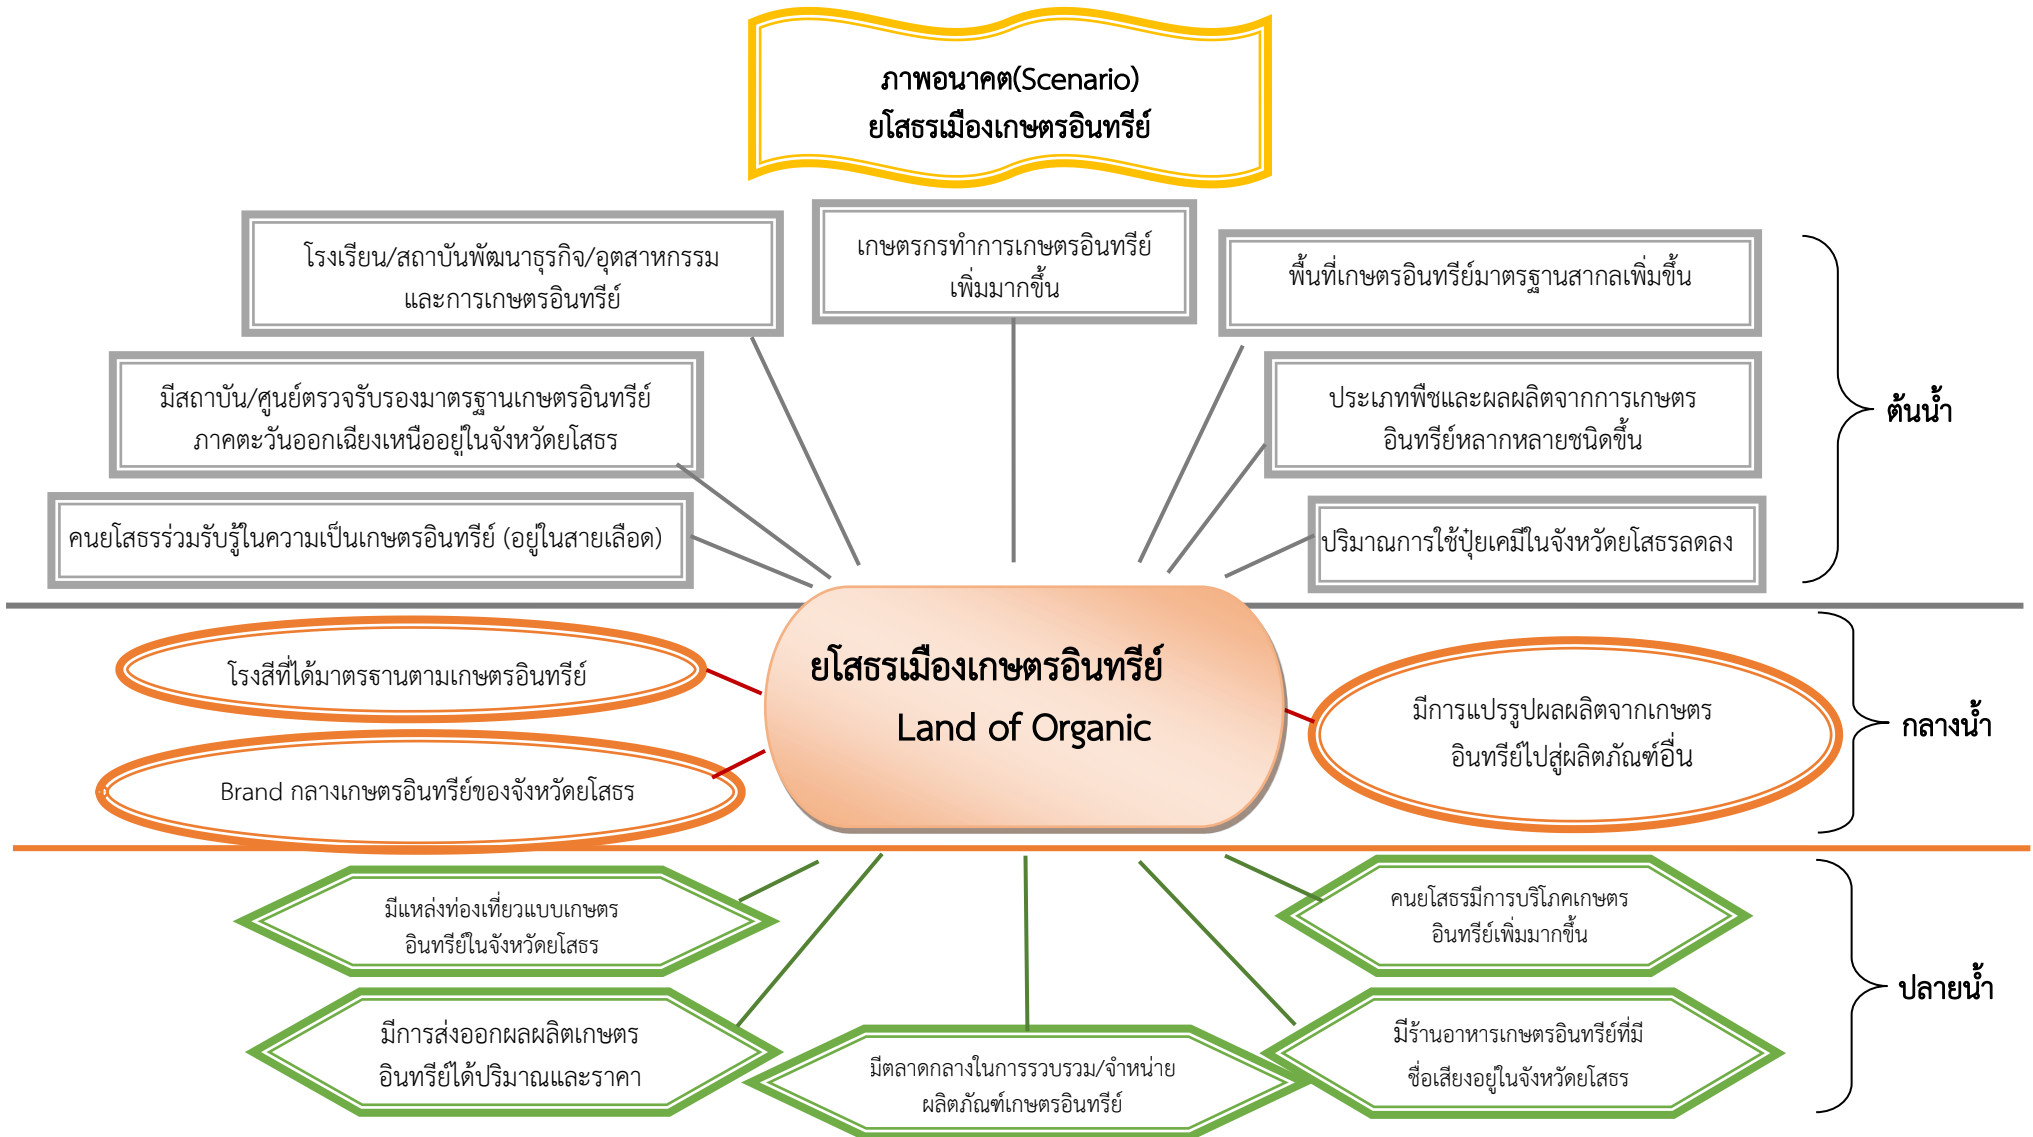 ภาพอนาคต(Scenario)
ยโสธรเมืองเกษตรอินทรีย์
โรงเรียน/สถาบันพัฒนาธุรกิจ/อุตสาหกรรม
และการเกษตรอินทรีย์
เกษตรกรทำการเกษตรอินทรีย์
เพิ่มมากขึ้น
พื้นที่เกษตรอินทรีย์มาตรฐานสากลเพิ่มขึ้น
มีสถาบัน/ศูนย์ตรวจรับรองมาตรฐานเกษตรอินทรีย์
ภาคตะวันออกเฉียงเหนืออยู่ในจังหวัดยโสธร
ประเภทพืชและผลผลิตจากการเกษตร
อินทรีย์หลากหลายชนิดขึ้น
ต้นน้ำ
คนยโสธรร่วมรับรู้ในความเป็นเกษตรอินทรีย์ (อยู่ในสายเลือด)
ปริมาณการใช้ปุ๋ยเคมีในจังหวัดยโสธรลดลง
โรงสีที่ได้มาตรฐานตามเกษตรอินทรีย์
Brand กลางเกษตรอินทรีย์ของจังหวัดยโสธร
ยโสธรเมืองเกษตรอินทรีย์
Land of Organic
มีการแปรรูปผลผลิตจากเกษตร
อินทรีย์ไปสู่ผลิตภัณฑ์อื่น
กลางน้ำ
มีแหล่งท่องเที่ยวแบบเกษตร
อินทรีย์ในจังหวัดยโสธร
คนยโสธรมีการบริโภคเกษตร
อินทรีย์เพิ่มมากขึ้น
ปลายน้ำ
มีการส่งออกผลผลิตเกษตร
อินทรีย์ได้ปริมาณและราคา
มีตลาดกลางในการรวบรวม/จำหน่าย
ผลิตภัณฑ์เกษตรอินทรีย์
มีร้านอาหารเกษตรอินทรีย์ที่มี
ชื่อเสียงอยู่ในจังหวัดยโสธร